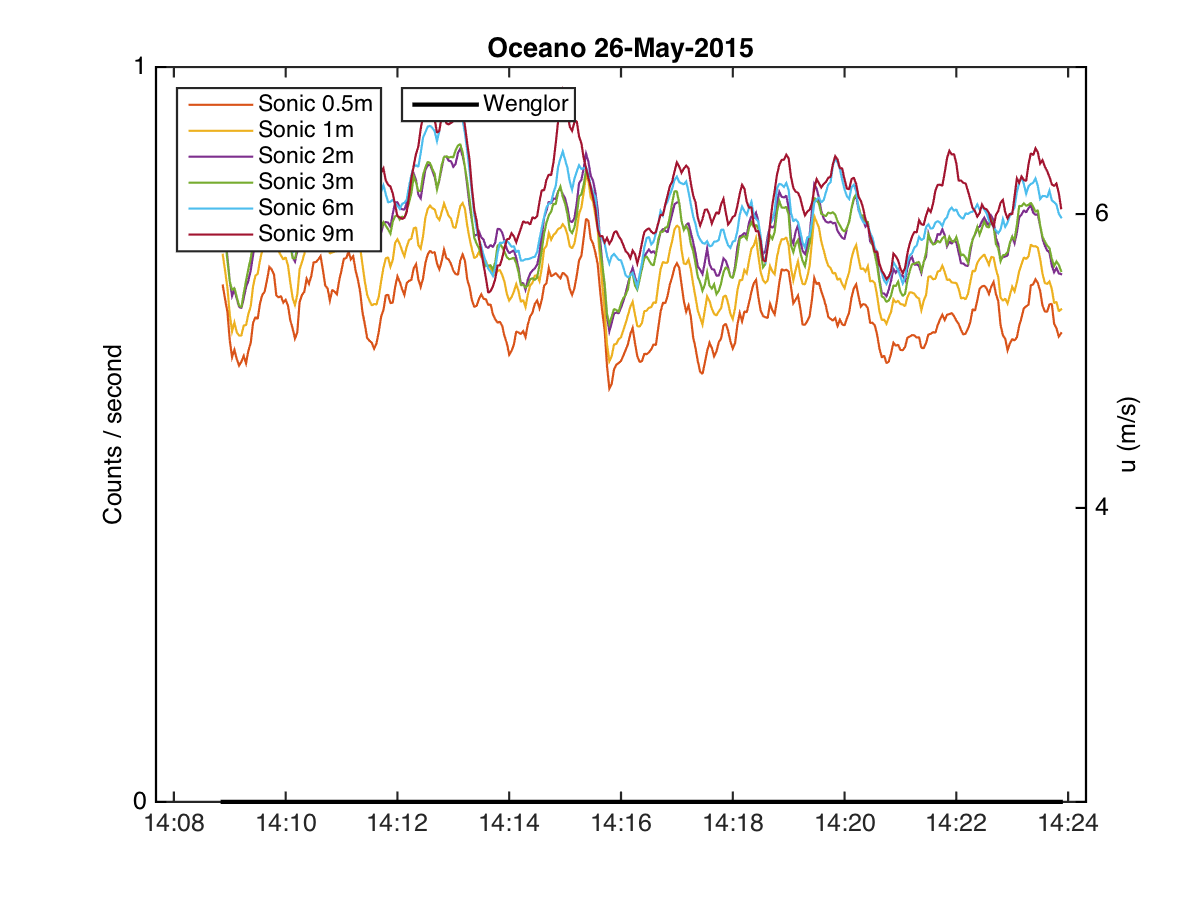 Oceano 26-May-2015
1
Sonic 0.5m
Sonic 1m
Sonic 2m
Sonic 3m
Sonic 6m
Sonic 9m
Wenglor
6
4
0
Counts / second
u (m/s)
14:08 14:10 14:12 14:14 14:16 14:18 14:20 14:22 14:24